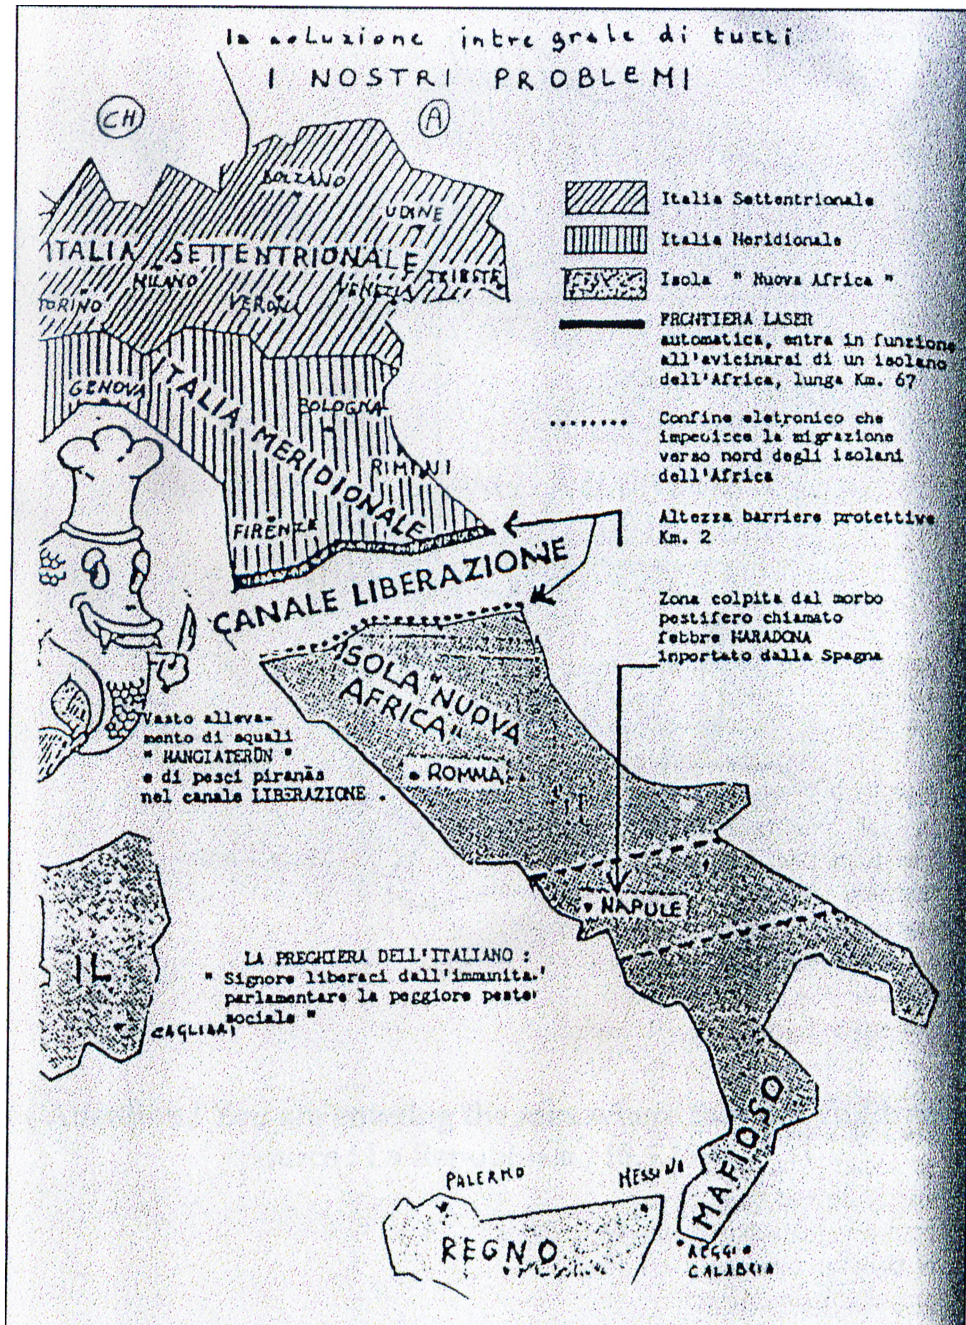 la soluzione integrale di tutti
I NOSTRI PROBLEMI
CH
A
BOLZANO
UDINE
ITALIA SETTENTRIONALE
MILANO
VENEZIA
TRIESTE
TORINO
VERONA
Italia Settentrionale
Italia Meridionale
Isola " Nuova Africa "
FRONTIERA LASER
automatica, entra in funzione
all'avicinarsi di un isolano
dell'Africa, lunga Km. 67
Confine eletronico che
impedisce la migrazione
verso nord degli isolani
dell'Africa
Altezza barriere protettive
Km. 2
Zona colpita dal morbo
pestifero chiamato
febbre MARADONA
inportato dalla Spagna
GENOVA
ITALIA MERIDIONALE
BOLOGNA
RIMINI
FIRENZE
CANALE LIBERAZIONE
ISOLA "NUOVA
AFRICA"
ROMMA
Vasto alleva-
mento di squali
" MANGIATERŪN "
e di pesci piranās
nel canale LIBERAZIONE .
NAPULE
LA PREGHIERA DELL'ITALIANO :
" Signore liberaci dall'immunita'
parlamentare la peggiore peste
sociale "
IL
CAGLIARI
REGNO
MAFIOSO
PALERMO
MESSINA
REGGIO
CALABRIA